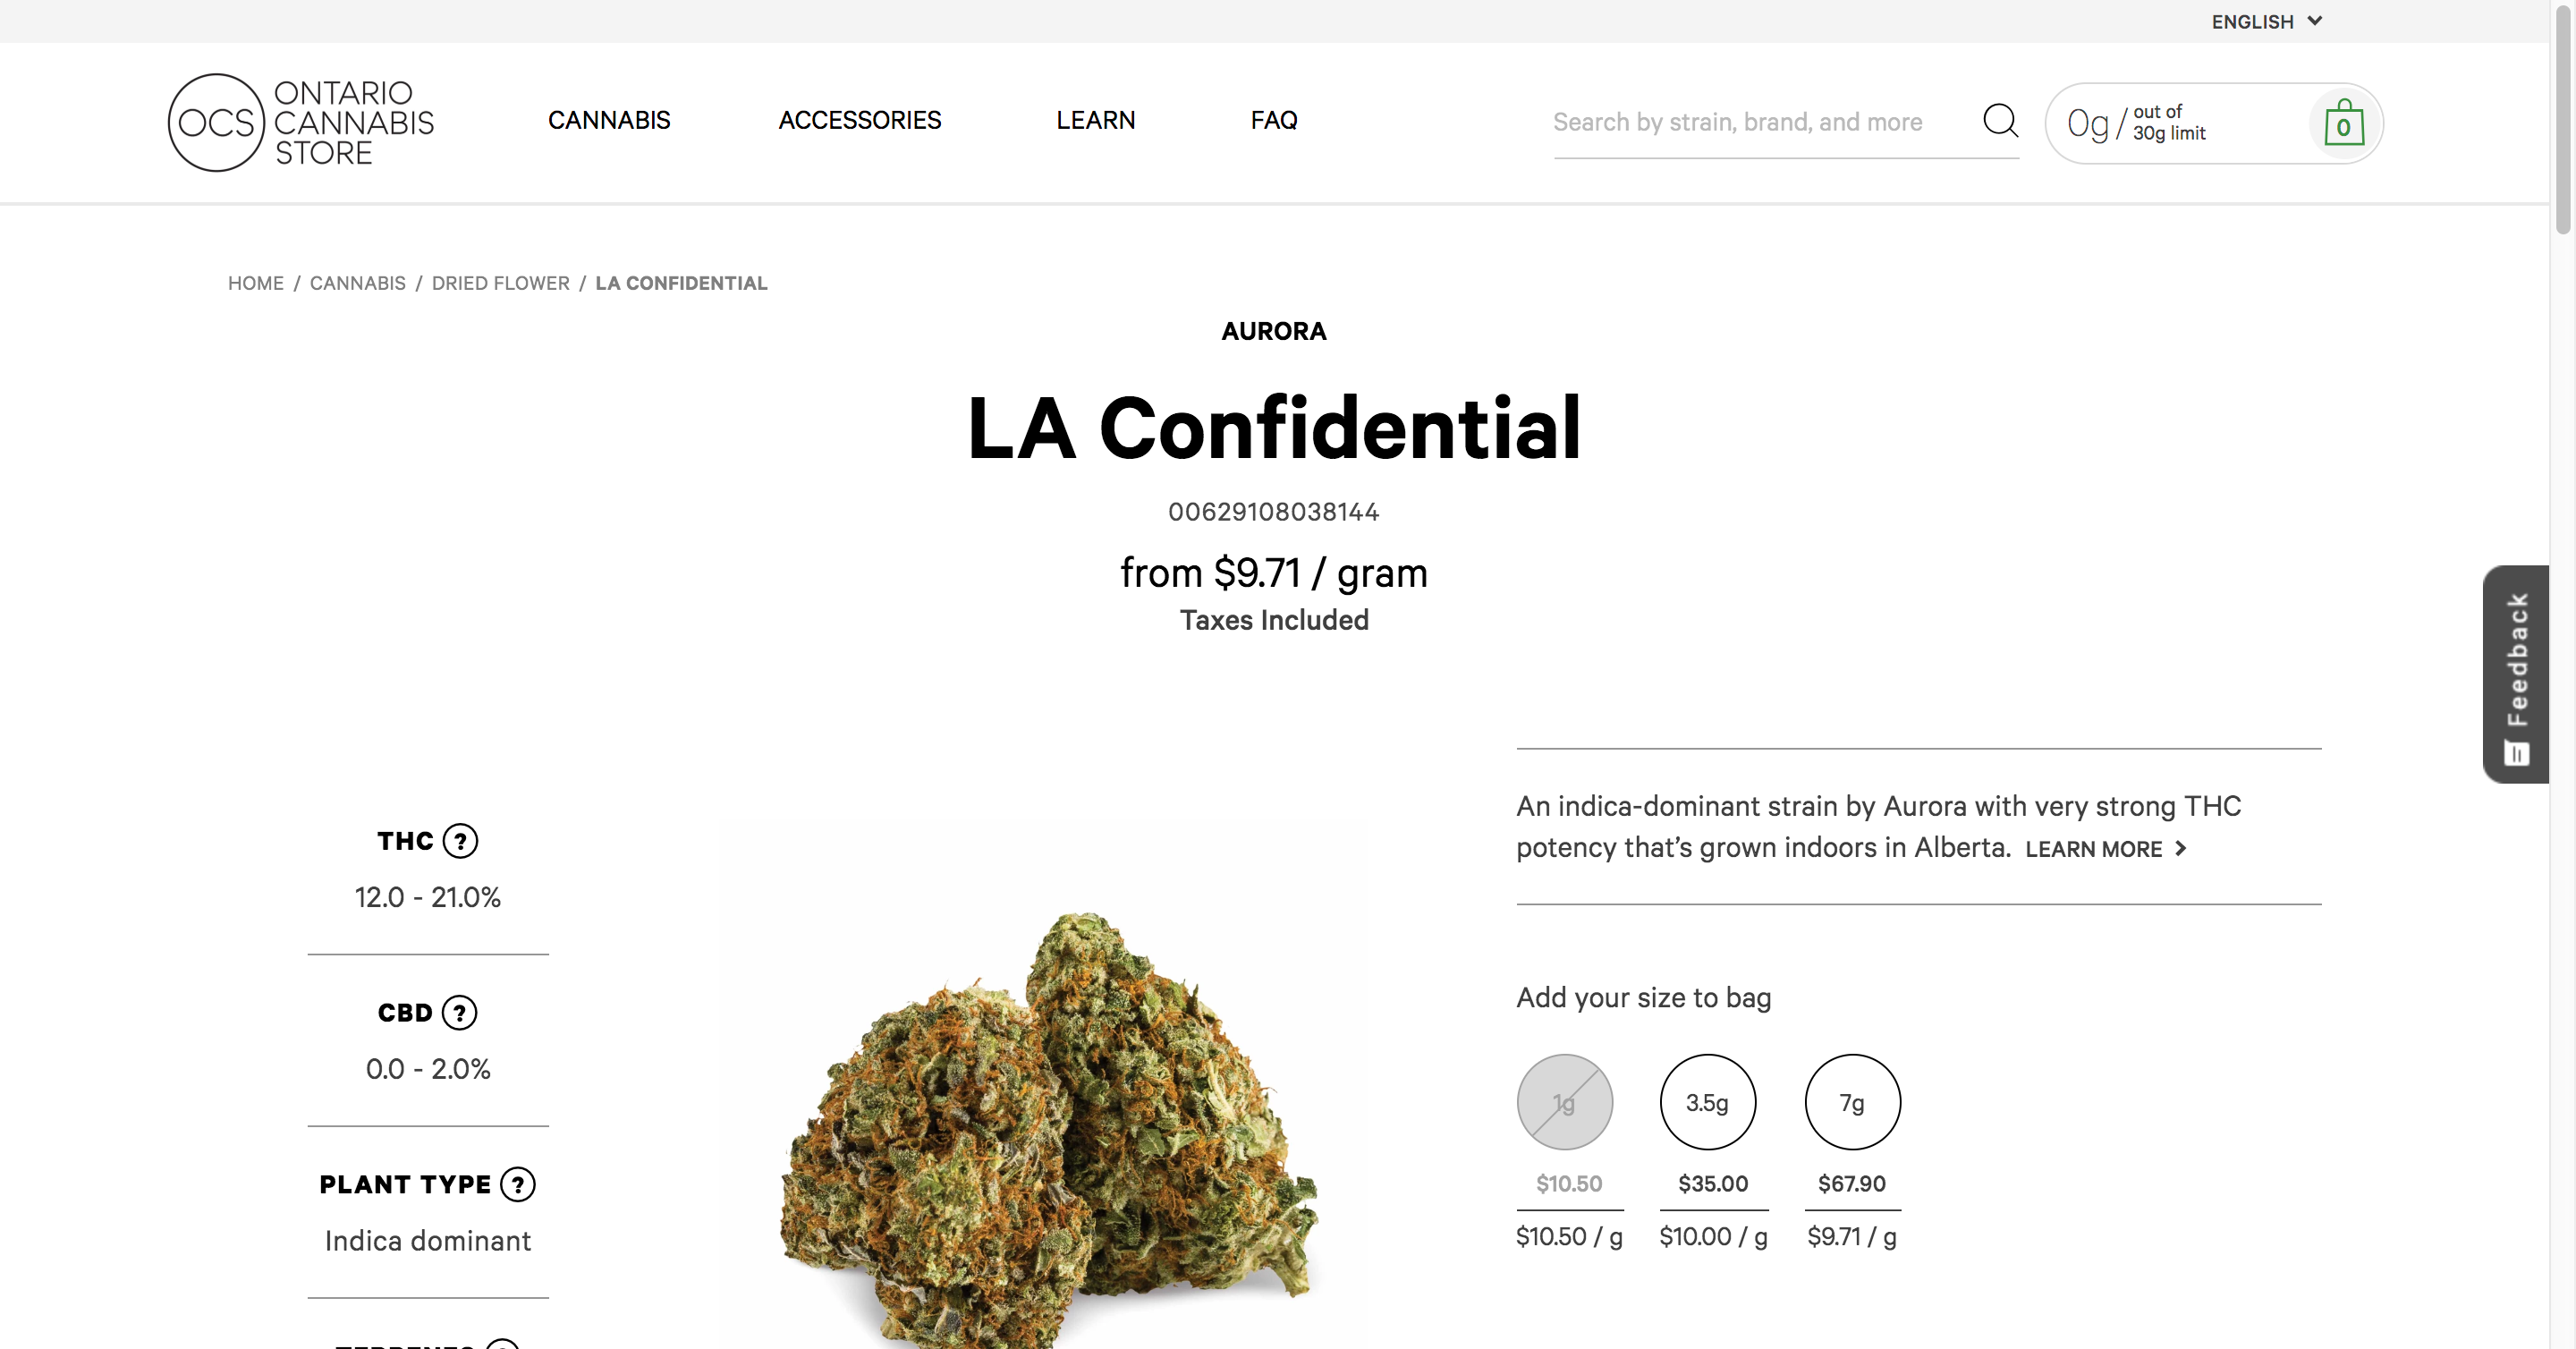 ENGLISH
OCS
ONTARIO
CANNABIS
STORE
CANNABIS
ACCESSORIES
LEARN
FAQ
Search by strain, brand, and more
0g / out of
30g limit
0
HOME / CANNABIS / DRIED FLOWER / LA CONFIDENTIAL
AURORA
LA Confidential
00629108038144
from $9.71 / gram
Taxes Included
Feedback
THC ?
12.0 - 21.0%
CBD ?
0.0 - 2.0%
PLANT TYPE ?
Indica dominant
TERPENES ?
An indica-dominant strain by Aurora with very strong THC
potency that’s grown indoors in Alberta. LEARN MORE >
Add your size to bag
1g 3.5g 7g
$10.50 $35.00 $67.90
$10.50 / g $10.00 / g $9.71 / g